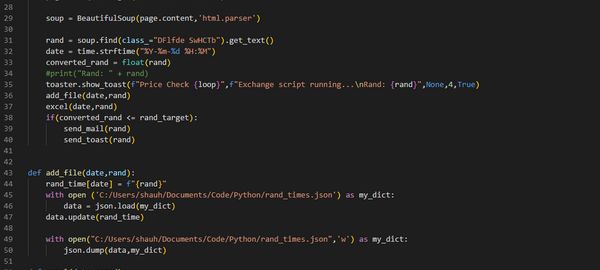 28
29 soup = BeautifulSoup(page.content,'html.parser')
30
31 rand = soup.find(class_="DFlfde SwHCTb").get_text()
32 date = time.strftime("%Y-%m-%d %H:%M")
33 converted_rand = float(rand)
34 #print("Rand: " + rand)
35 toaster.show_toast(f"Price Check {loop}",f"Exchange script running...\nRand: {rand}",None,4,True)
36 add_file(date,rand)
37 excel(date,rand)
38 if(converted_rand <= rand_target):
39 send_mail(rand)
40 send_toast(rand)
41
42
43 def add_file(date,rand):
44 rand_time[date] = f"{rand}"
45 with open ('C:/Users/shauh/Documents/Code/Python/rand_times.json') as my_dict:
46 data = json.load(my_dict)
47 data.update(rand_time)
48
49 with open("C:/Users/shauh/Documents/Code/Python/rand_times.json",'w') as my_dict:
50 json.dump(data,my_dict)
51